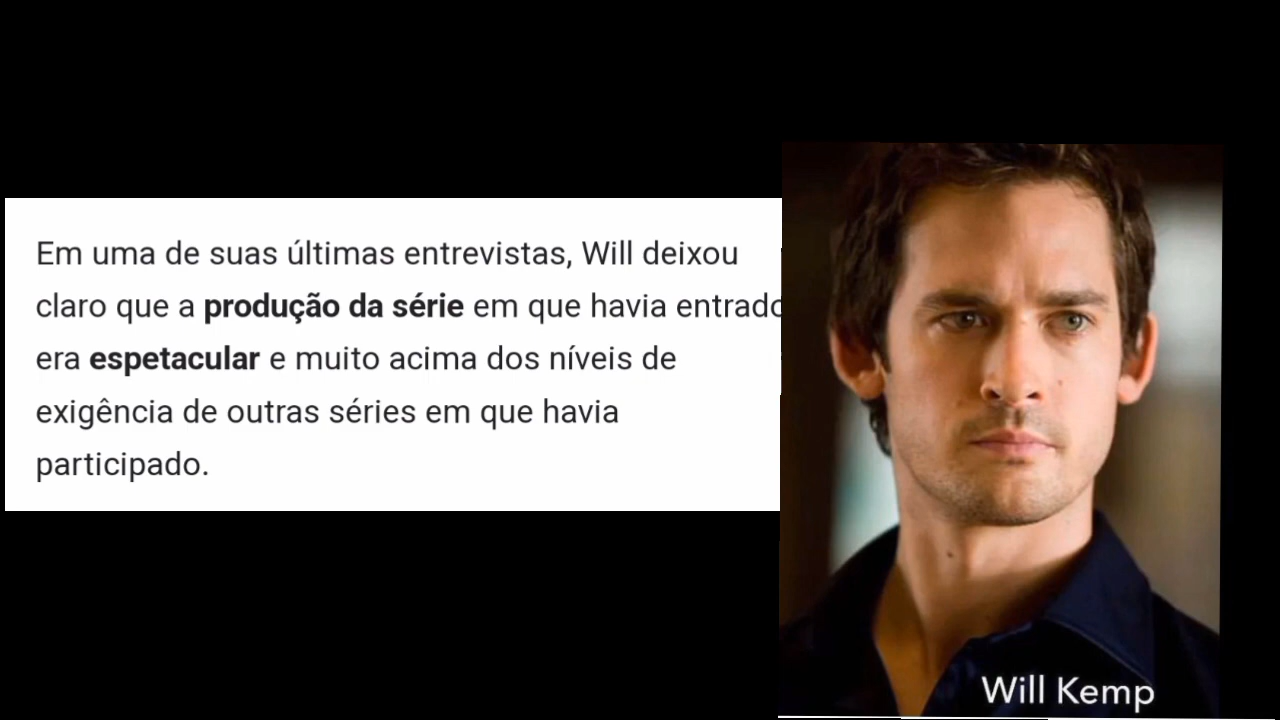 Em uma de suas últimas entrevistas, Will deixou
claro que a produção da série em que havia entrado
era espetacular e muito acima dos níveis de
exigência de outras séries em que havia
participado.
Will Kemp